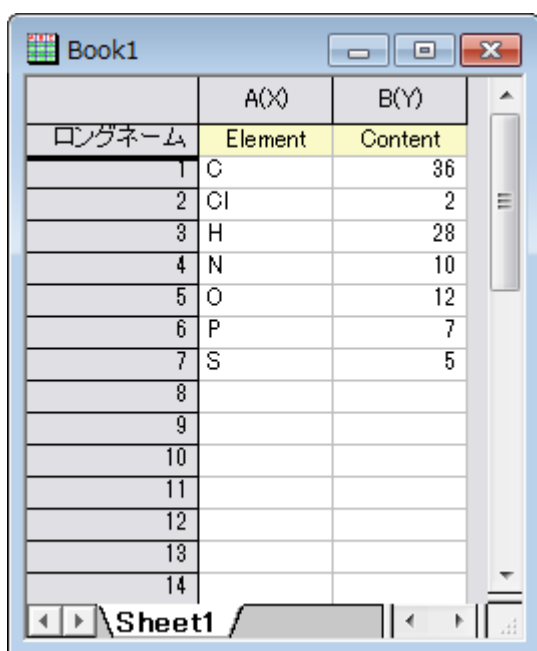 Book1
A(X) B(Y)
ロングネーム Element Content
1 C 36
2 Cl 2
3 H 28
4 N 10
5 O 12
6 P 7
7 S 5
8
9
10
11
12
13
14
Sheet1